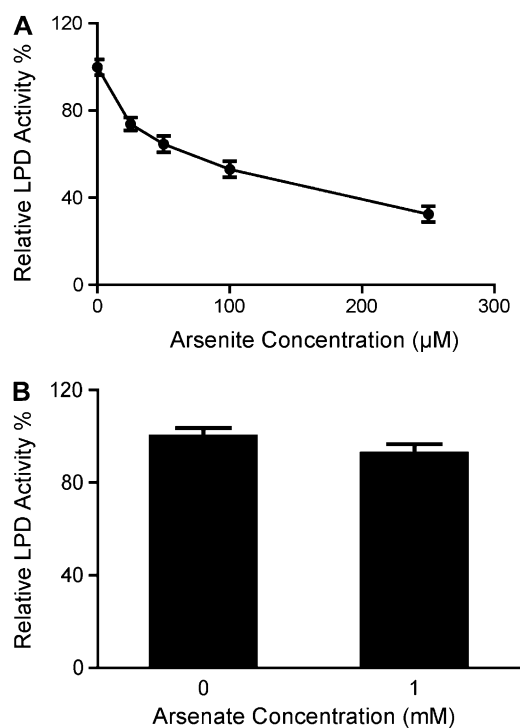 A
Relative LPD Activity %
120
80
40
0
0
100
200
300
Arsenite Concentration (µM)
B
Relative LPD Activity %
120
80
40
0
0
1
Arsenate Concentration (mM)